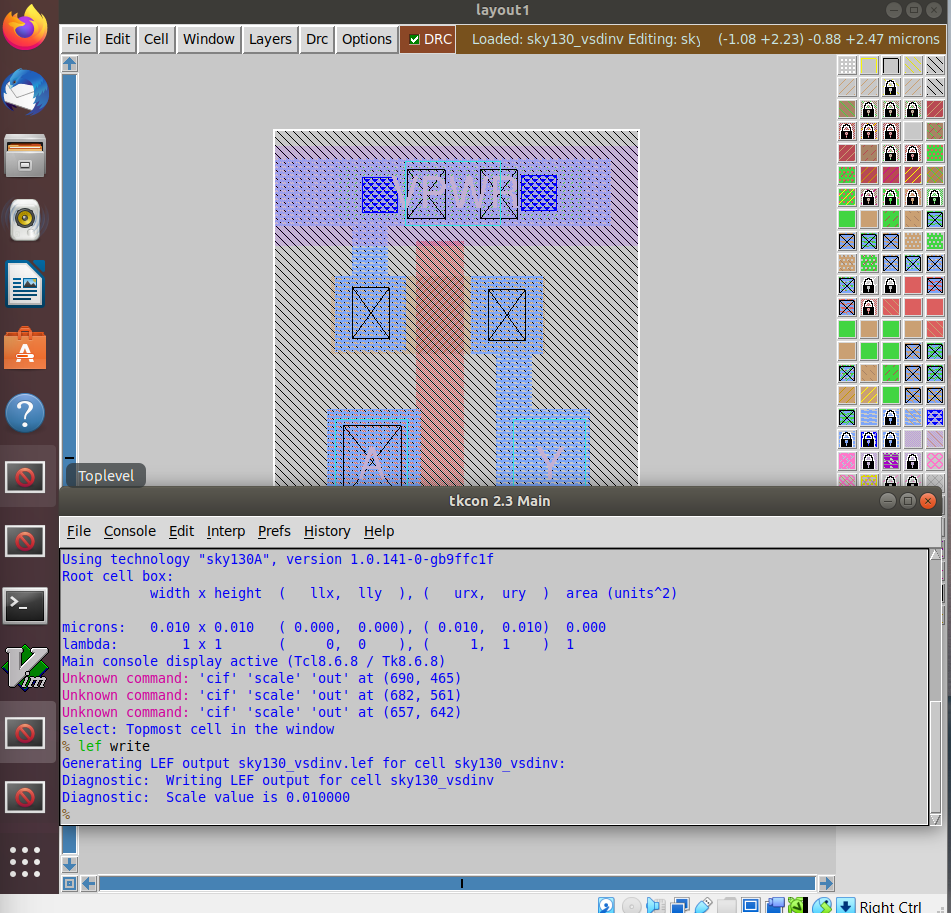 layout1
File Edit Cell Window Layers Drc Options DRC Loaded: sky130_vsdinv Editing: sky (-1.08 +2.23) -0.88 +2.47 microns
VPWR
A Y
Toplevel
tkcon 2.3 Main
File Console Edit Interp Prefs History Help
Using technology "sky130A", version 1.0.141-0-gb9ffc1f
Root cell box:
width x height ( llx, lly ), ( urx, ury ) area (units^2)
microns: 0.010 x 0.010 ( 0.000, 0.000), ( 0.010, 0.010) 0.000
lambda: 1 x 1 ( 0, 0 ), ( 1, 1 ) 1
Main console display active (Tcl8.6.8 / Tk8.6.8)
Unknown command: 'cif' 'scale' 'out' at (690, 465)
Unknown command: 'cif' 'scale' 'out' at (682, 561)
Unknown command: 'cif' 'scale' 'out' at (657, 642)
select: Topmost cell in the window
% lef write
Generating LEF output sky130_vsdinv.lef for cell sky130_vsdinv:
Diagnostic: Writing LEF output for cell sky130_vsdinv
Diagnostic: Scale value is 0.010000
%
Right Ctrl